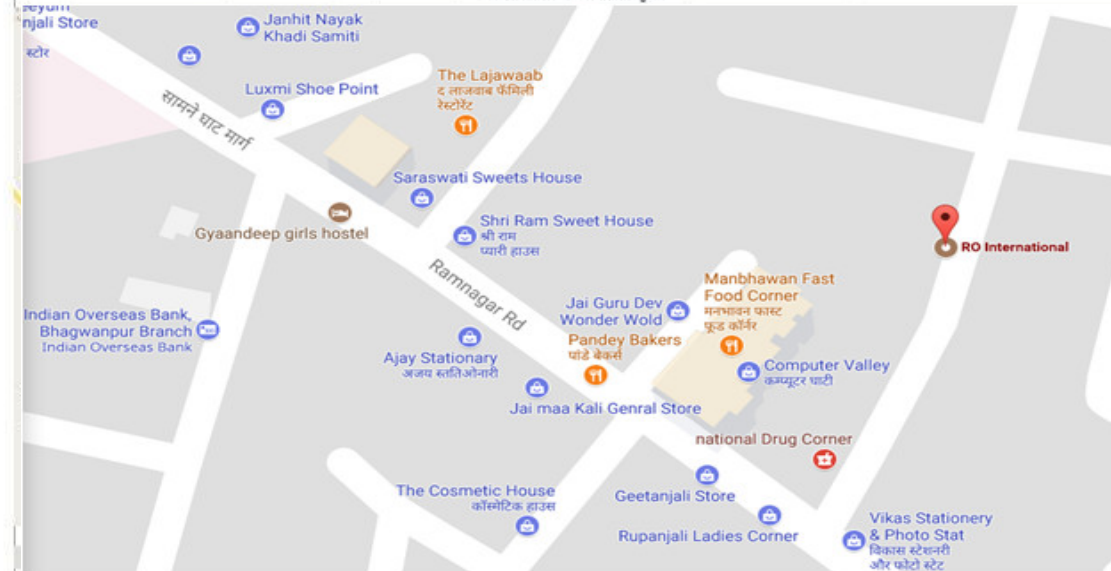 njali Store
स्टोर
Janhit Nayak
Khadi Samiti
Luxmi Shoe Point
सामने घाट मार्ग
The Lajawaab
द लाजवाब फॅमिली
रेस्टोरेंट
Saraswati Sweets House
Gyaandeep girls hostel
Shri Ram Sweet House
श्री राम
प्यारी हाउस
Ramnagar Rd
RO International
Indian Overseas Bank,
Bhagwanpur Branch
Indian Overseas Bank
Jai Guru Dev
Wonder Wold
Manbhawan Fast
Food Corner
मनभावन फास्ट
फूड कॉर्नर
Pandey Bakers
पांडे बेकर्स
Ajay Stationary
अजय स्ततिओनारी
Computer Valley
कम्प्यूटर घाटी
Jai maa Kali Genral Store
national Drug Corner
The Cosmetic House
कॉस्मेटिक हाउस
Geetanjali Store
Rupanjali Ladies Corner
Vikas Stationery
& Photo Stat
विकास स्टेशनरी
और फोटो स्टेट